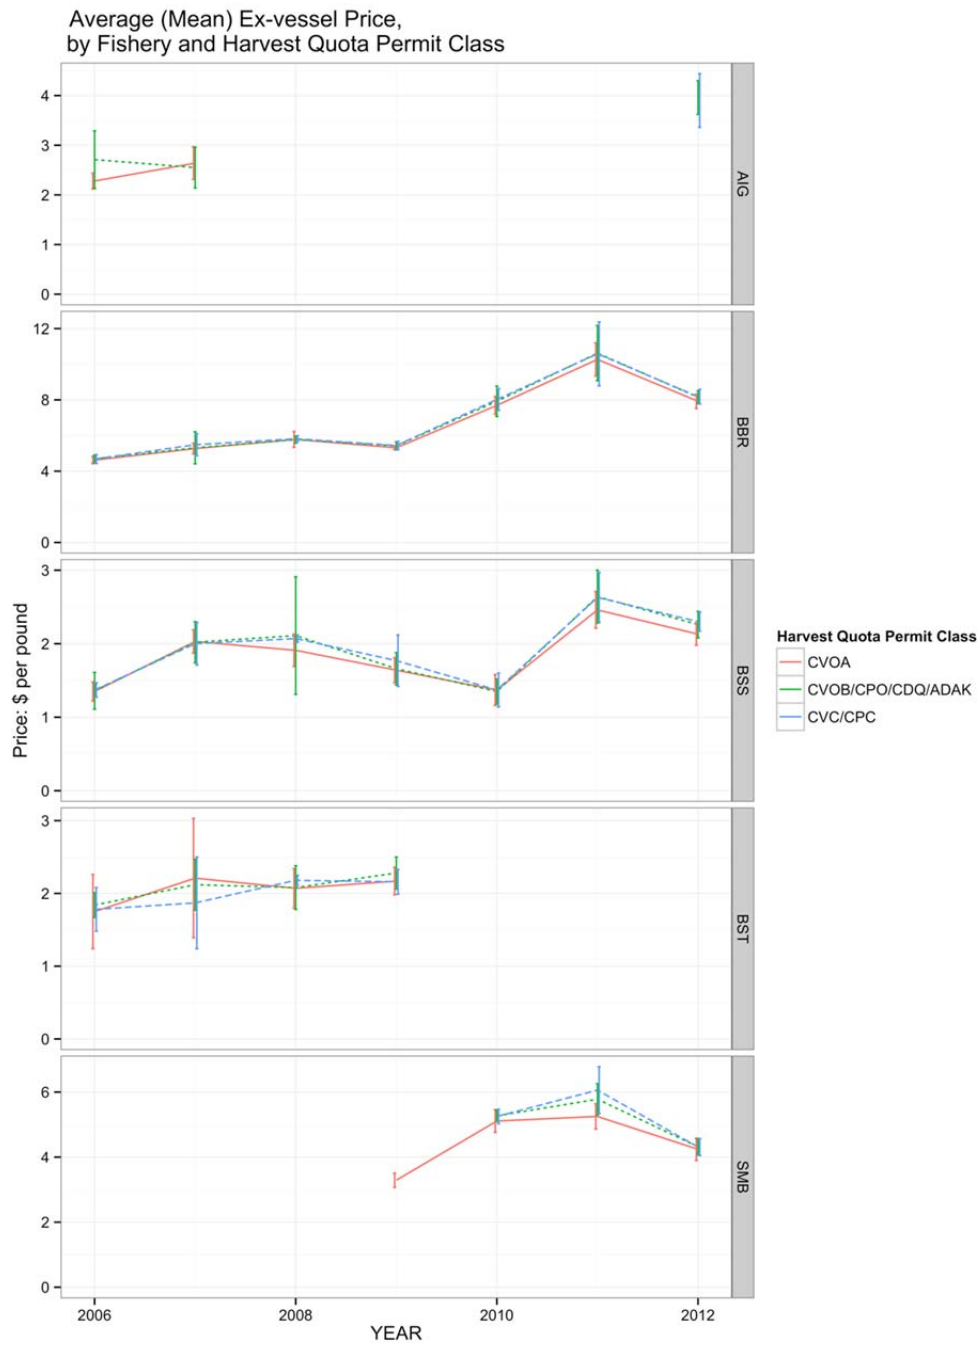 Average (Mean) Ex-vessel Price,
by Fishery and Harvest Quota Permit Class
4
3
2
1
0
AIG
12
8
4
0
BBR
3
2
1
0
BSS
Price: $ per pound
Harvest Quota Permit Class
CVOA
CVOB/CPO/CDQ/ADAK
CVC/CPC
3
2
1
0
BST
6
4
2
0
SMB
2006 2008 2010 2012
YEAR